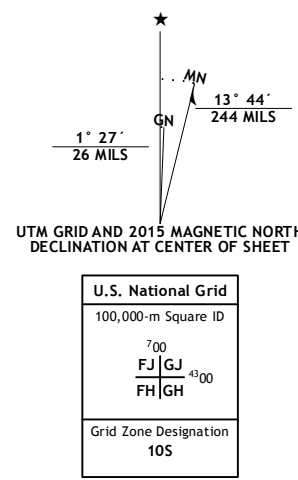 ★
MN
GN
13° 44´
244 MILS
1° 27´
26 MILS
UTM GRID AND 2015 MAGNETIC NORTH
DECLINATION AT CENTER OF SHEET
U.S. National Grid
100,000-m Square ID
⁷00
FJ GJ
⁴³00
FH GH
Grid Zone Designation
10S